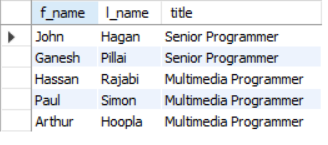 f_name l_name title
John Hagan Senior Programmer
Ganesh Pillai Senior Programmer
Hassan Rajabi Multimedia Programmer
Paul Simon Multimedia Programmer
Arthur Hoopla Multimedia Programmer